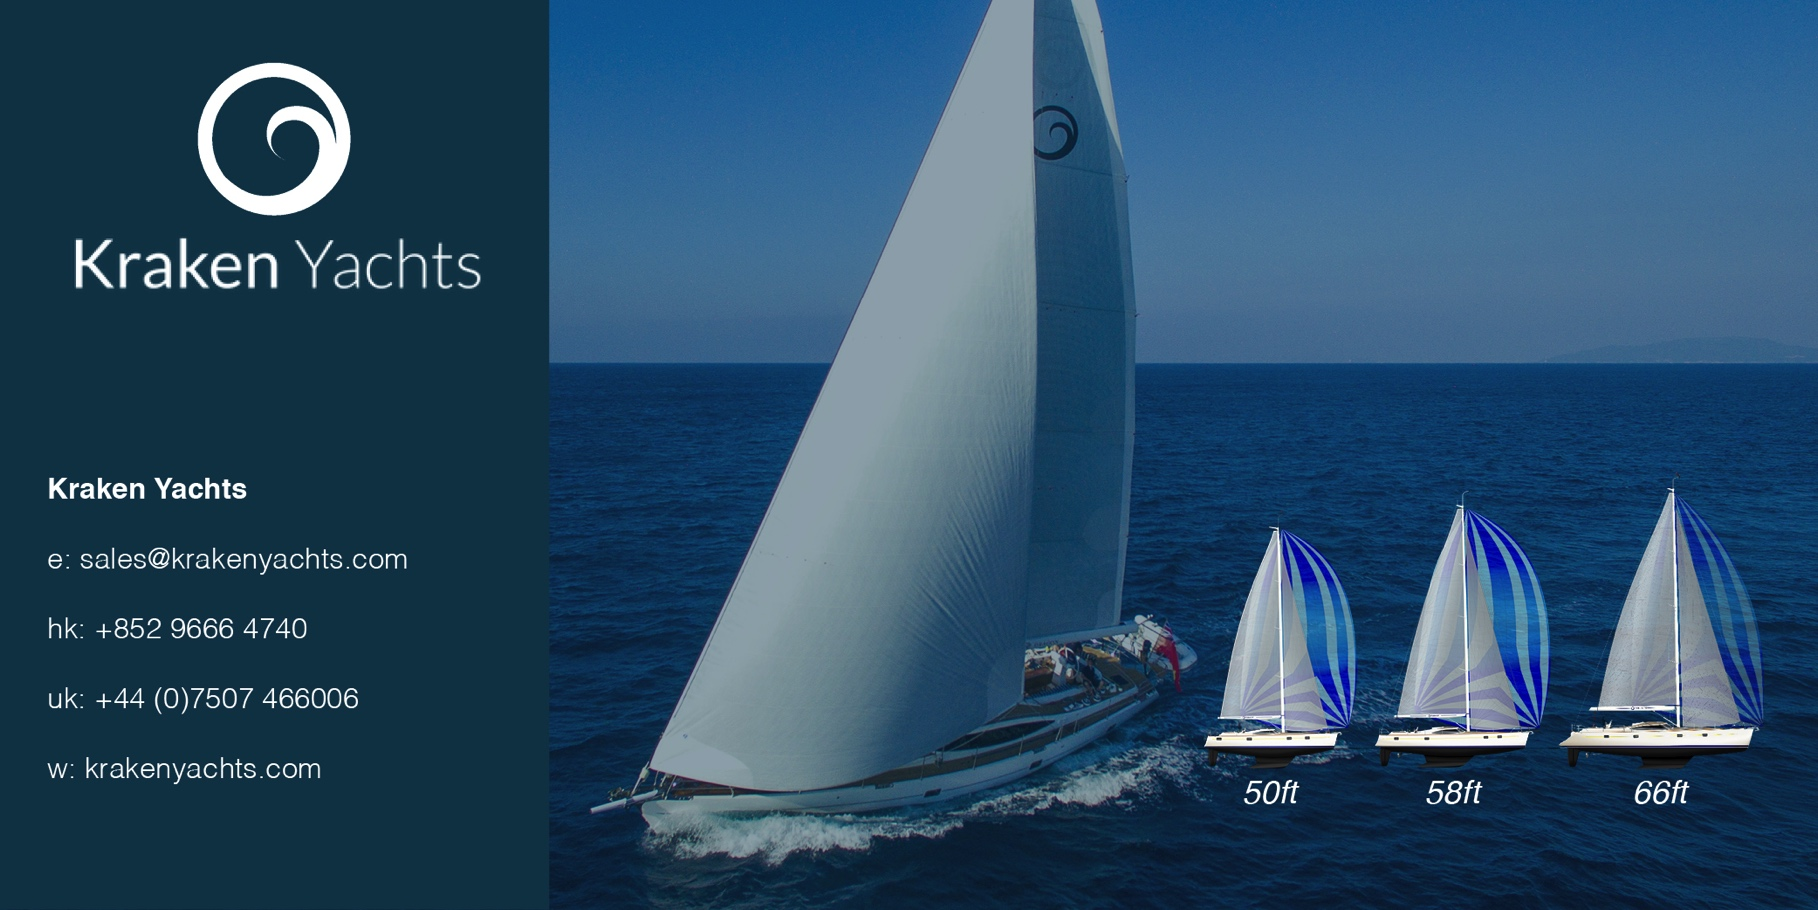 Kraken Yachts
Kraken Yachts
e: sales@krakenyachts.com
hk: +852 9666 4740
uk: +44 (0)7507 466006
w: krakenyachts.com
50ft
58ft
66ft